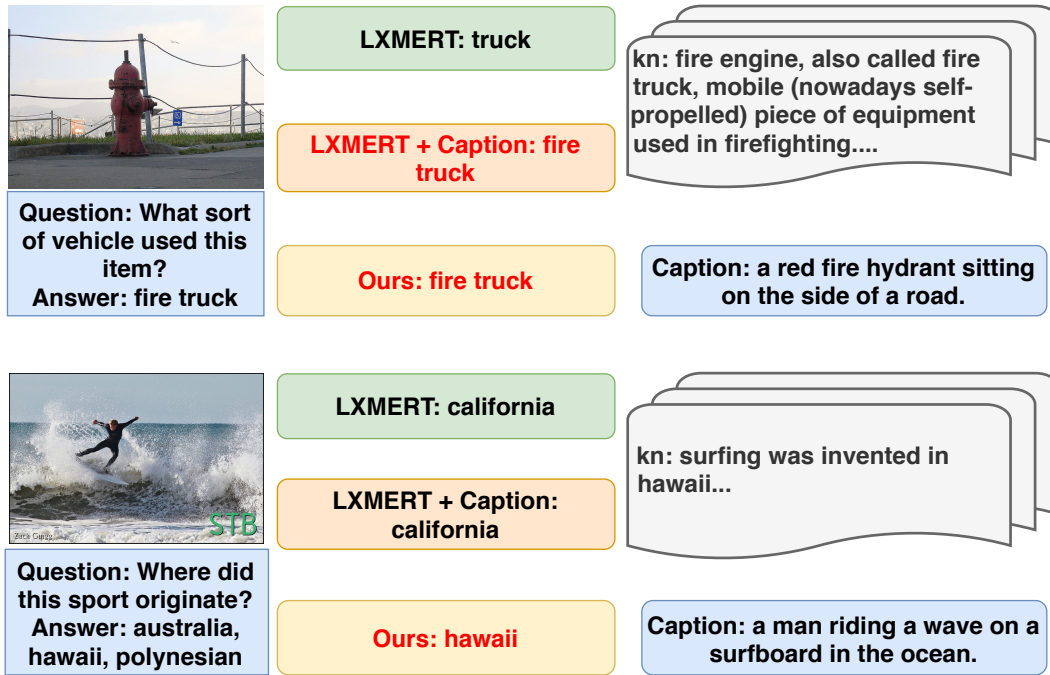 LXMERT: truck
kn: fire engine, also called fire
truck, mobile (nowadays self-
propelled) piece of equipment
used in firefighting....
LXMERT + Caption: fire
truck
Question: What sort
of vehicle used this
item?
Answer: fire truck
Ours: fire truck
Caption: a red fire hydrant sitting
on the side of a road.
LXMERT: california
kn: surfing was invented in
hawaii...
LXMERT + Caption:
california
STB
Question: Where did
this sport originate?
Answer: australia,
hawaii, polynesian
Ours: hawaii
Caption: a man riding a wave on a
surfboard in the ocean.